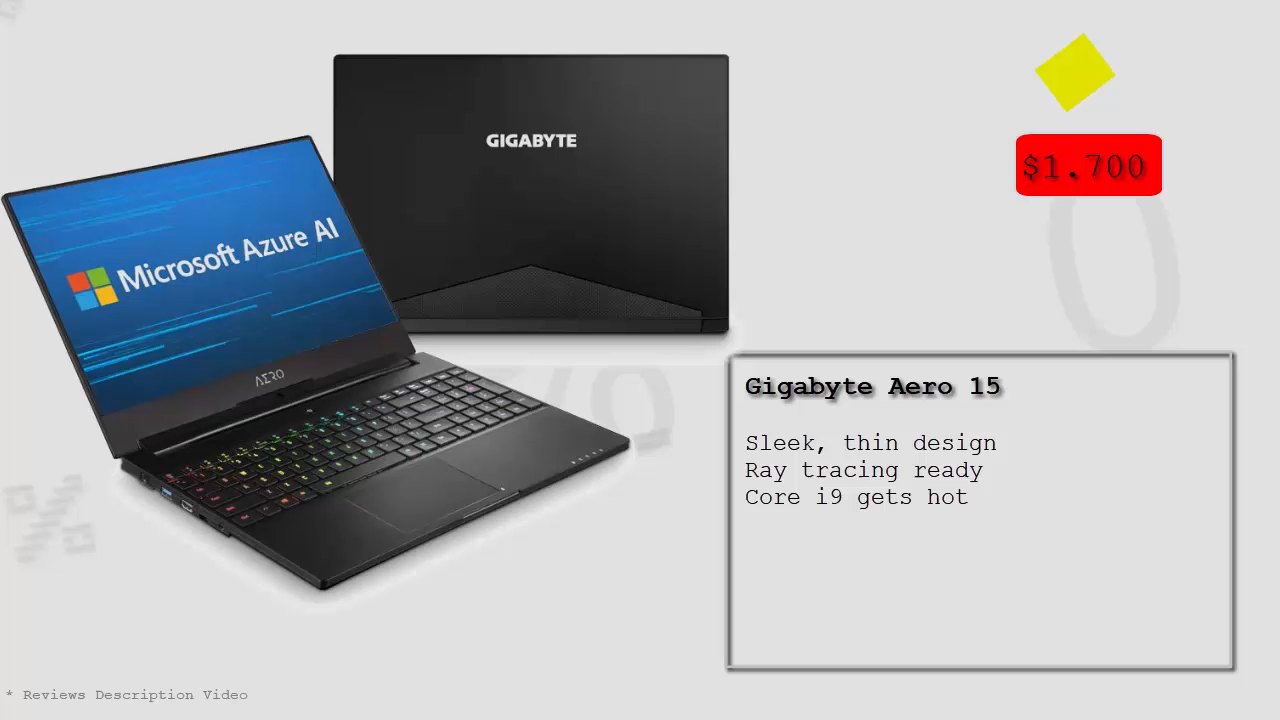 GIGABYTE
Microsoft Azure AI
AERO
$1.700
Gigabyte Aero 15
Sleek, thin design
Ray tracing ready
Core i9 gets hot
* Reviews Description Video